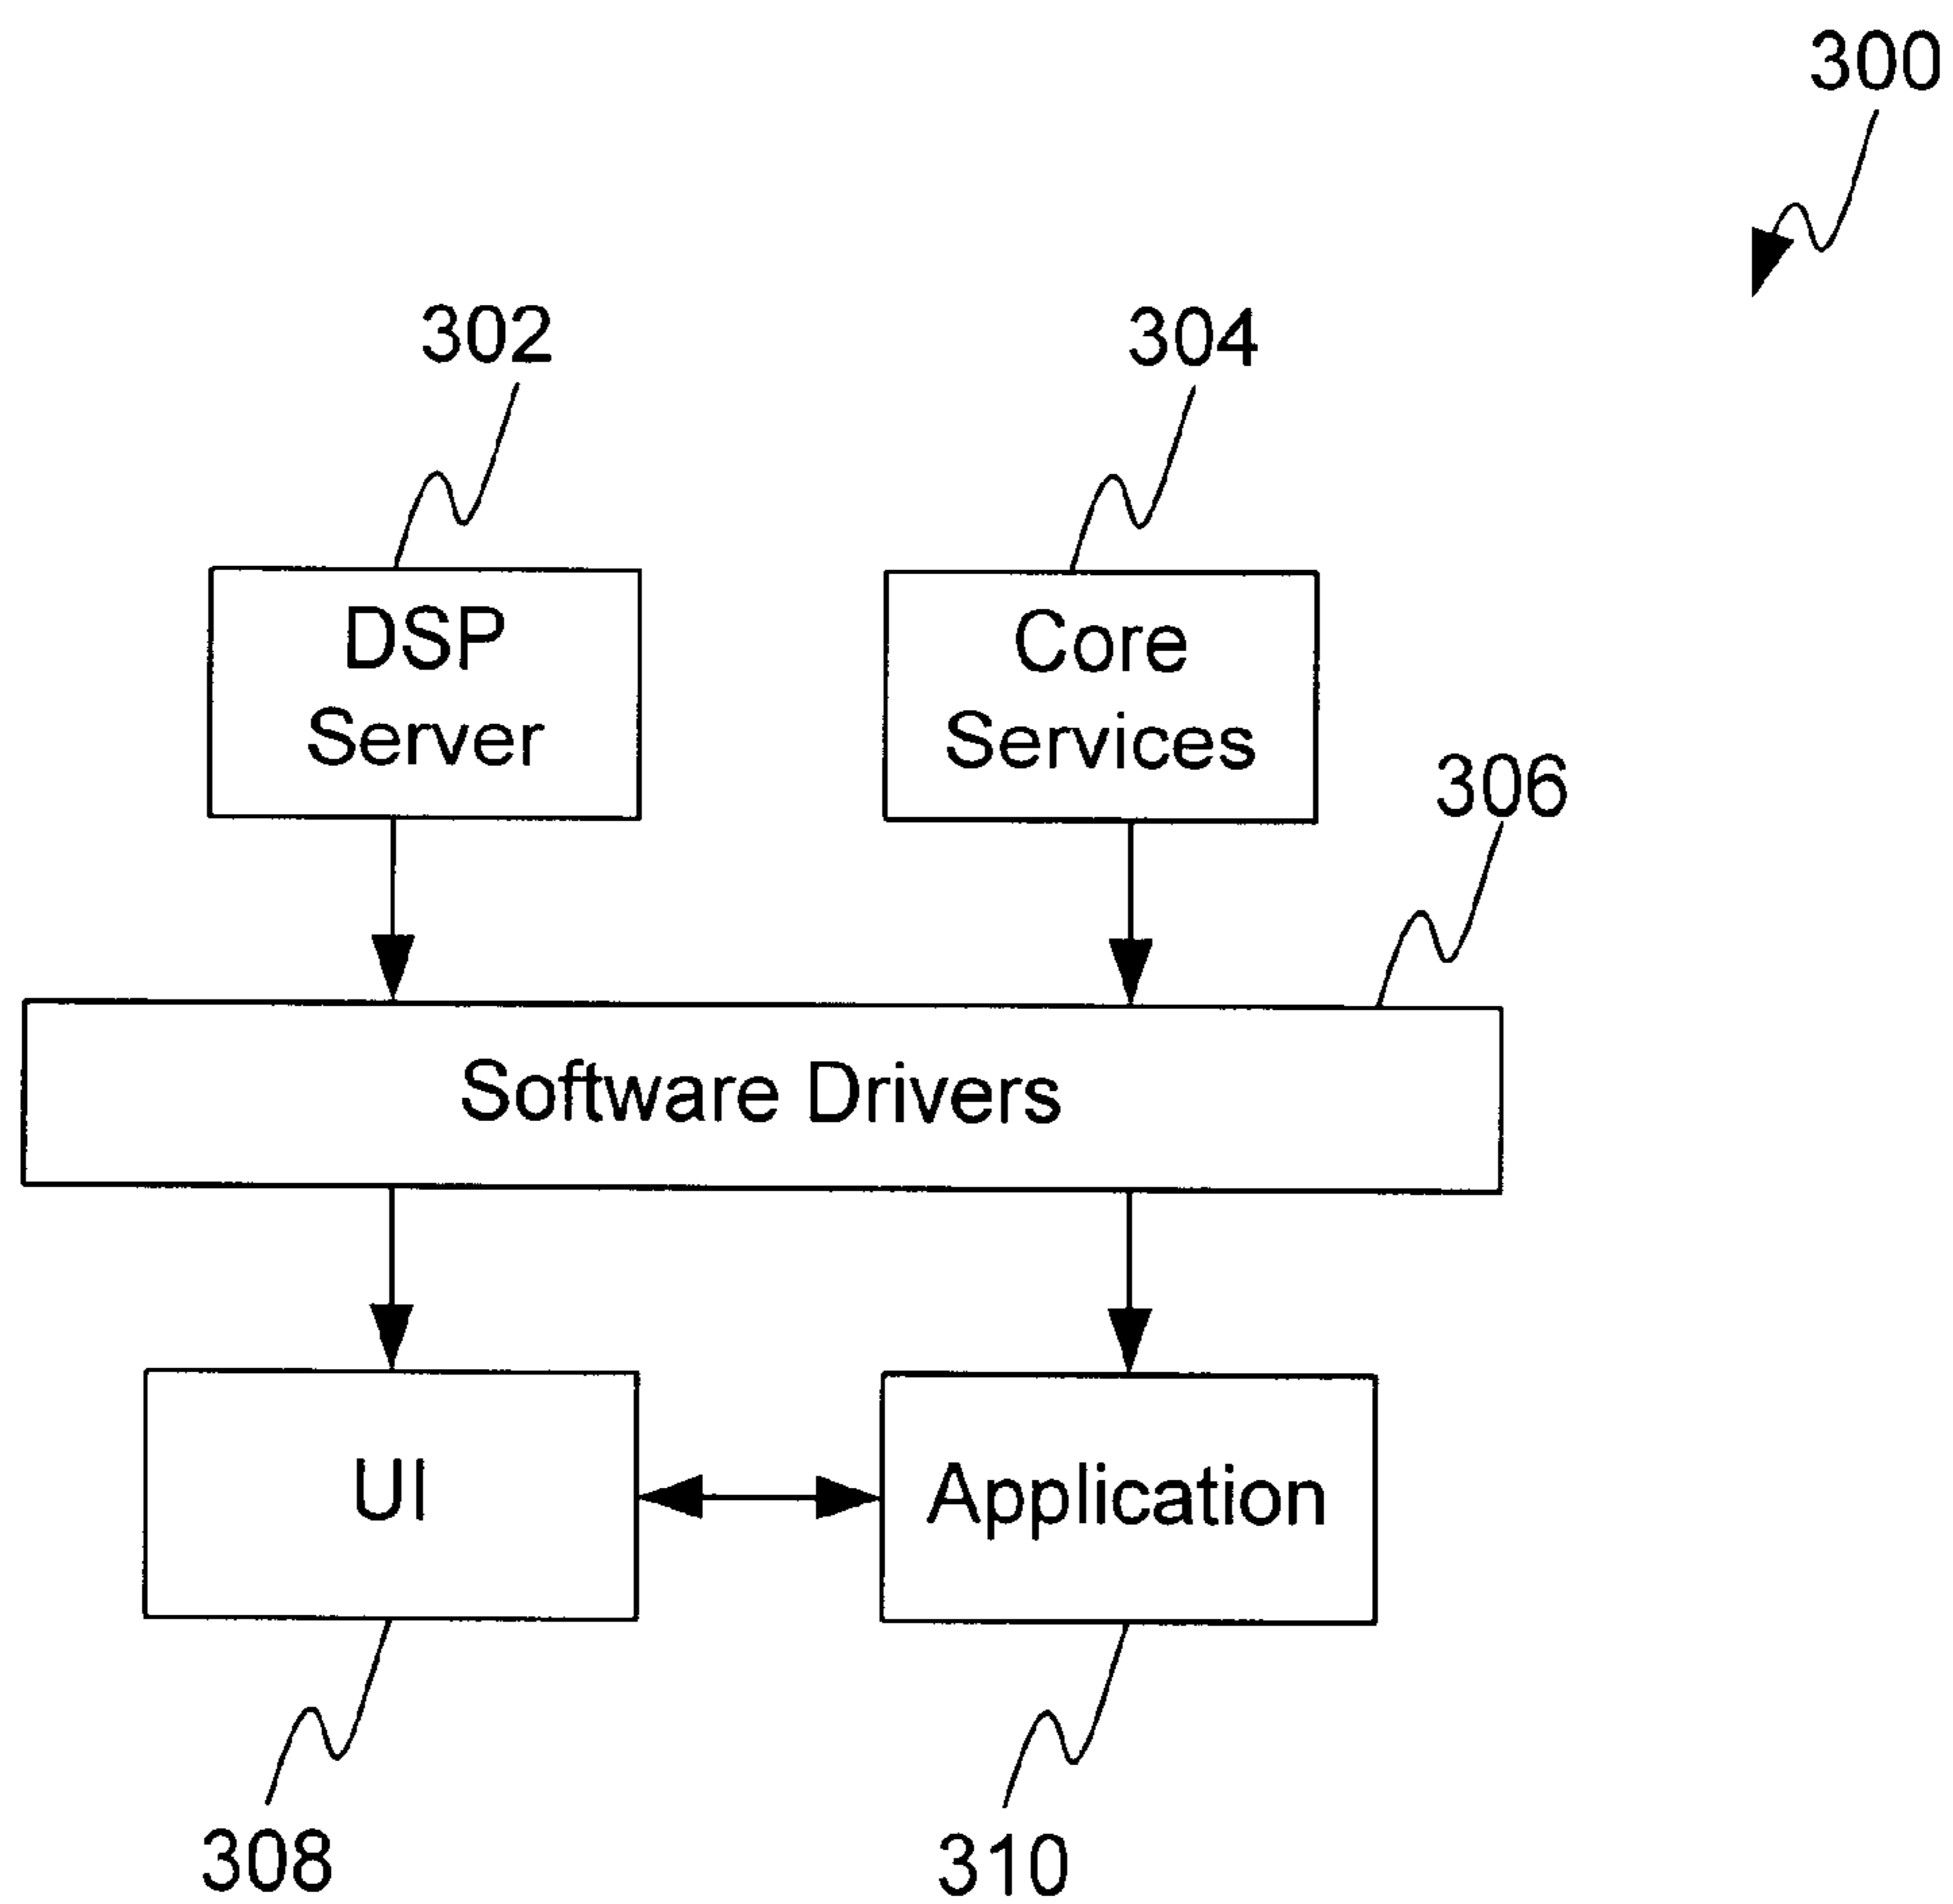 300
302
304
DSP
Server
Core
Services
306
Software Drivers
UI
Application
308
310